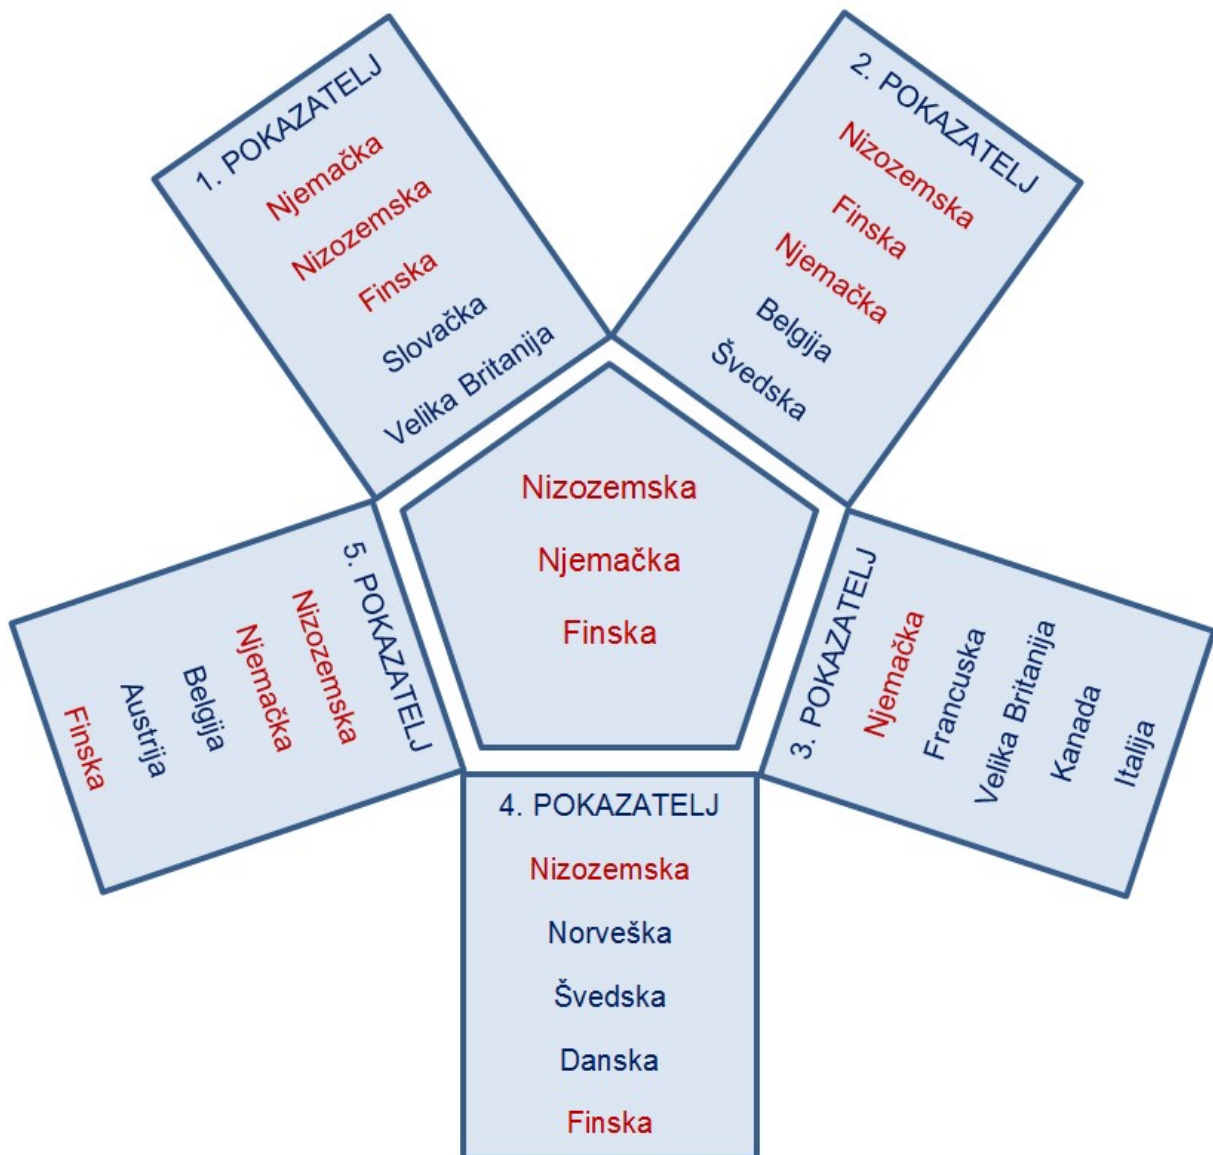 1. POKAZATELJ
Njemačka
Nizozemska
Finska
Slovačka
Velika Britanija
2. POKAZATELJ
Nizozemska
Finska
Njemačka
Belgija
Švedska
Nizozemska
Njemačka
Finska
3. POKAZATELJ
Njemačka
Francuska
Velika Britanija
Kanada
Italija
4. POKAZATELJ
Nizozemska
Norveška
Švedska
Danska
Finska
5. POKAZATELJ
Nizozemska
Njemačka
Belgija
Austrija
Finska